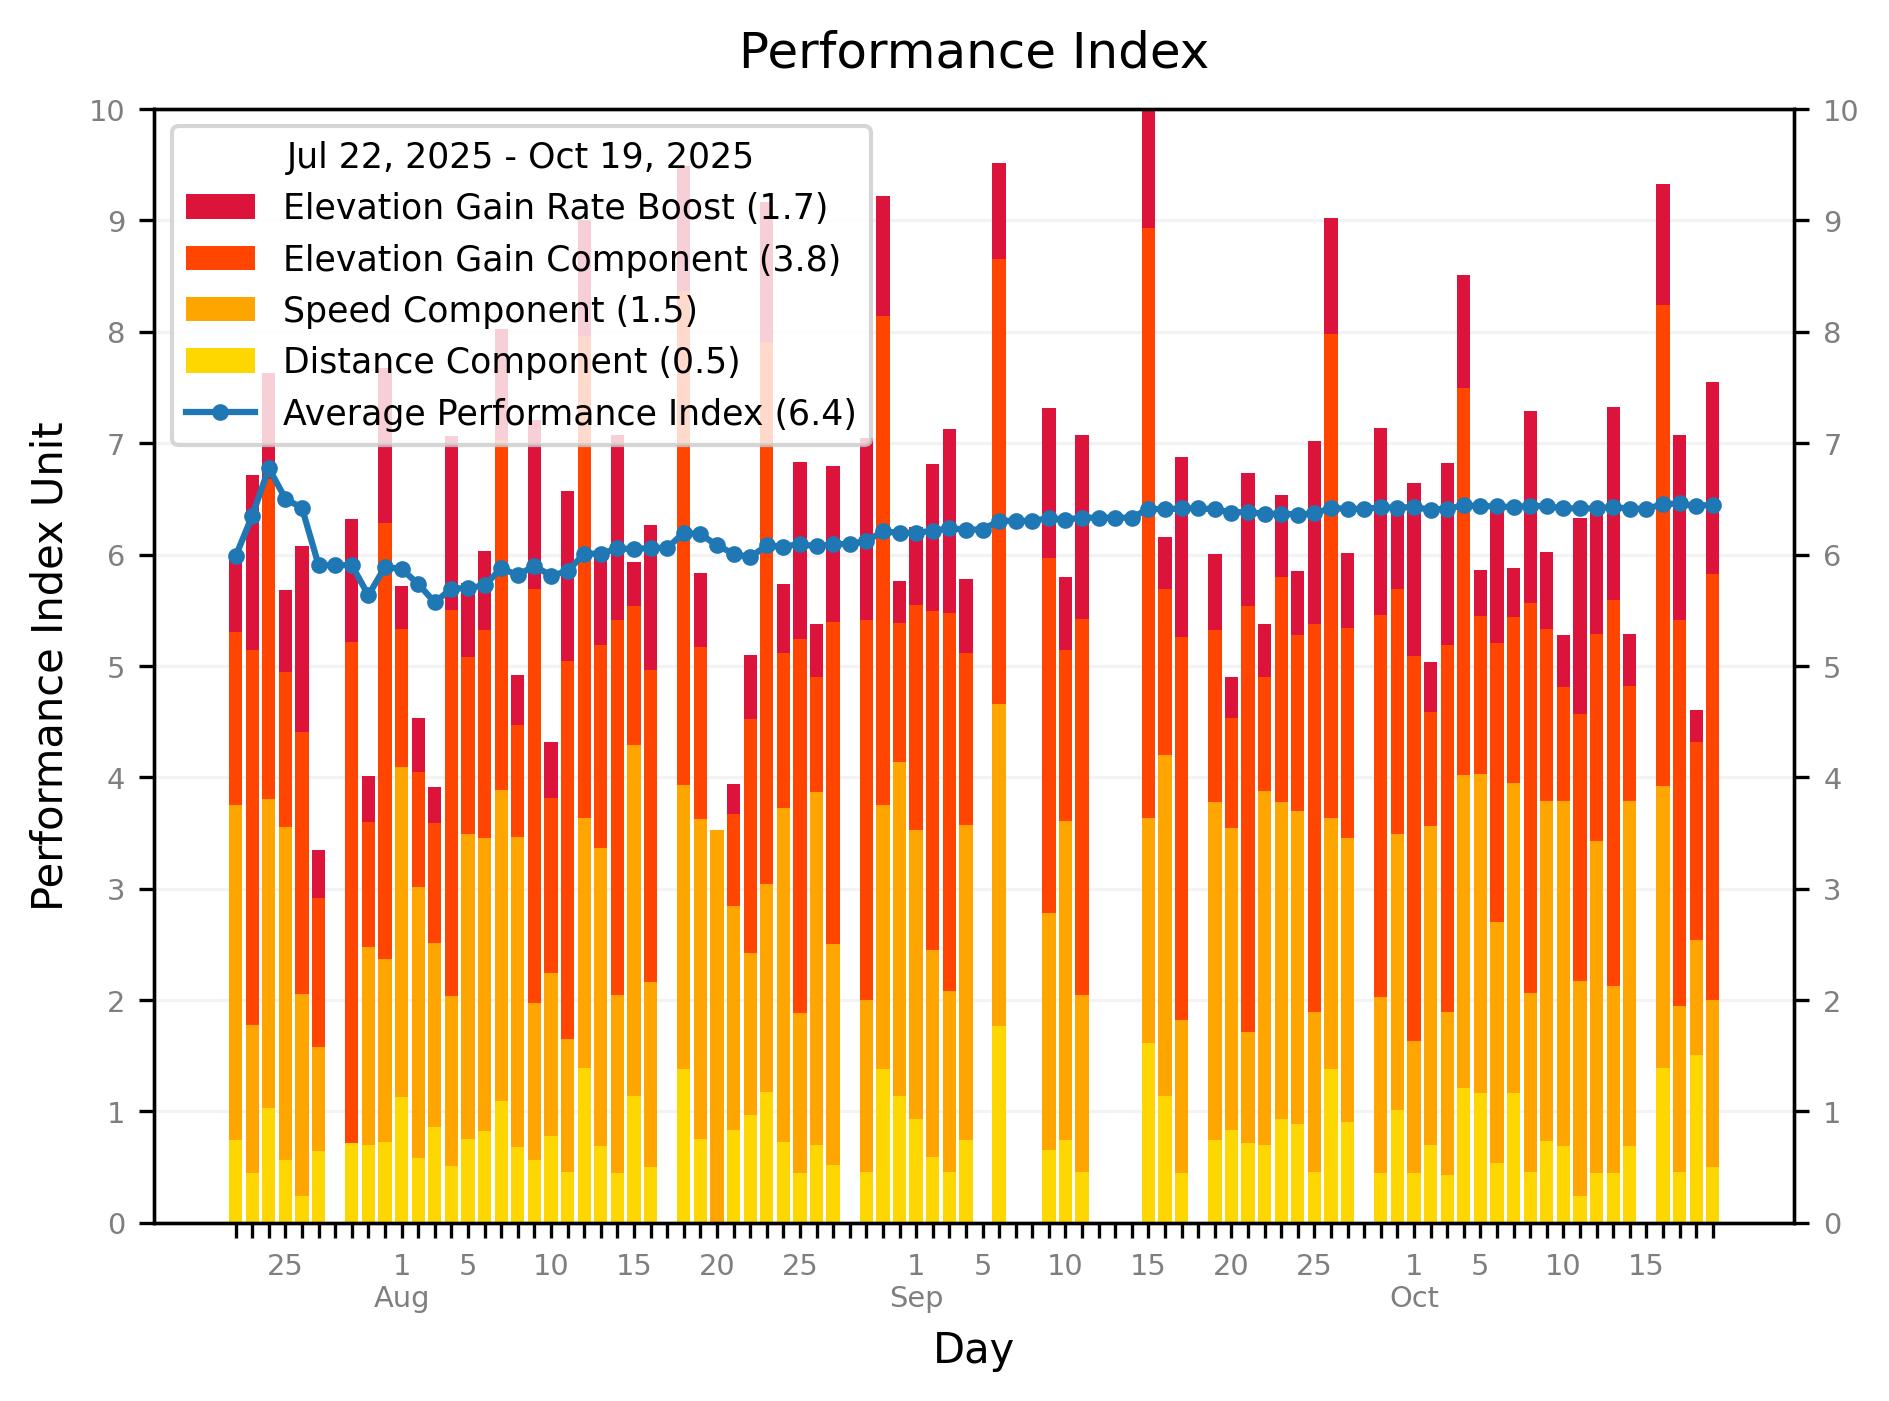 Performance Index
Jul 22, 2025 - Oct 19, 2025
Elevation Gain Rate Boost (1.7)
Elevation Gain Component (3.8)
Speed Component (1.5)
Distance Component (0.5)
Average Performance Index (6.4)
Performance Index Unit
10
9
8
7
6
5
4
3
2
1
0
10
9
8
7
6
5
4
3
2
1
0
25 1 5 10 15 20 25 1 5 10 15 20 25 1 5 10 15
Aug Sep Oct
Day